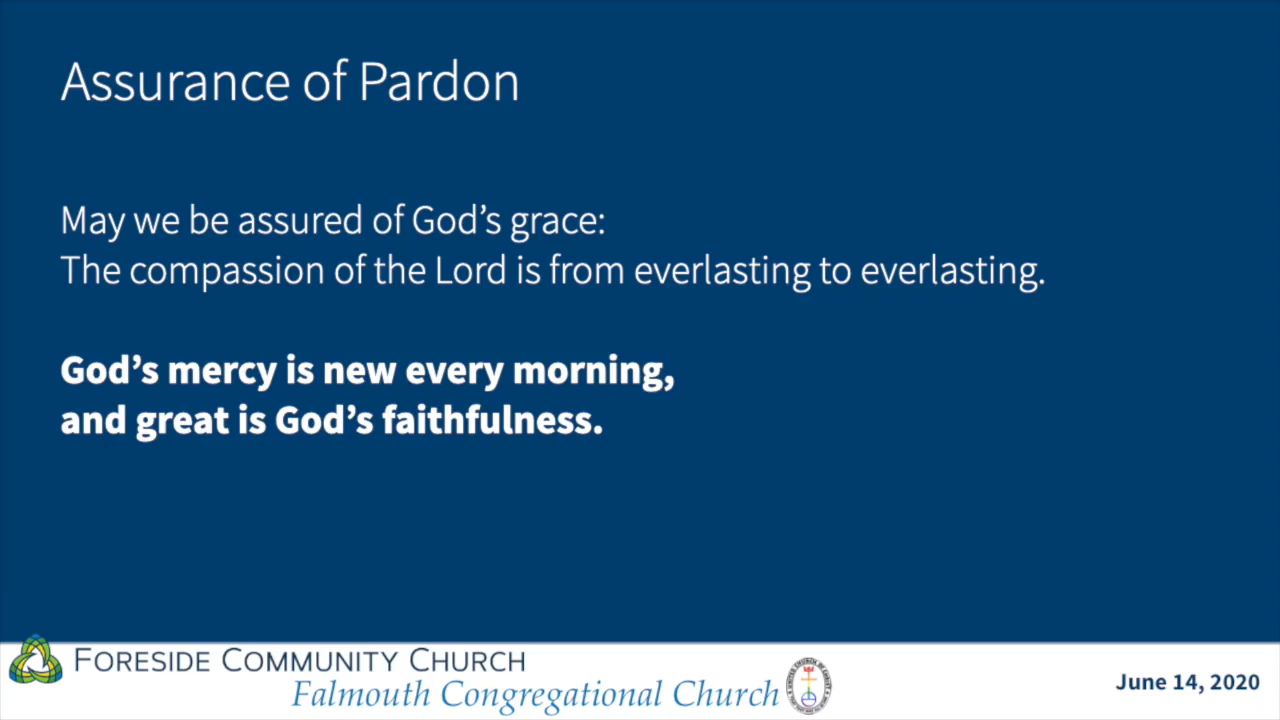 Assurance of Pardon
May we be assured of God’s grace:
The compassion of the Lord is from everlasting to everlasting.
God’s mercy is new every morning,
and great is God’s faithfulness.
FORESIDE COMMUNITY CHURCH
Falmouth Congregational Church
June 14, 2020